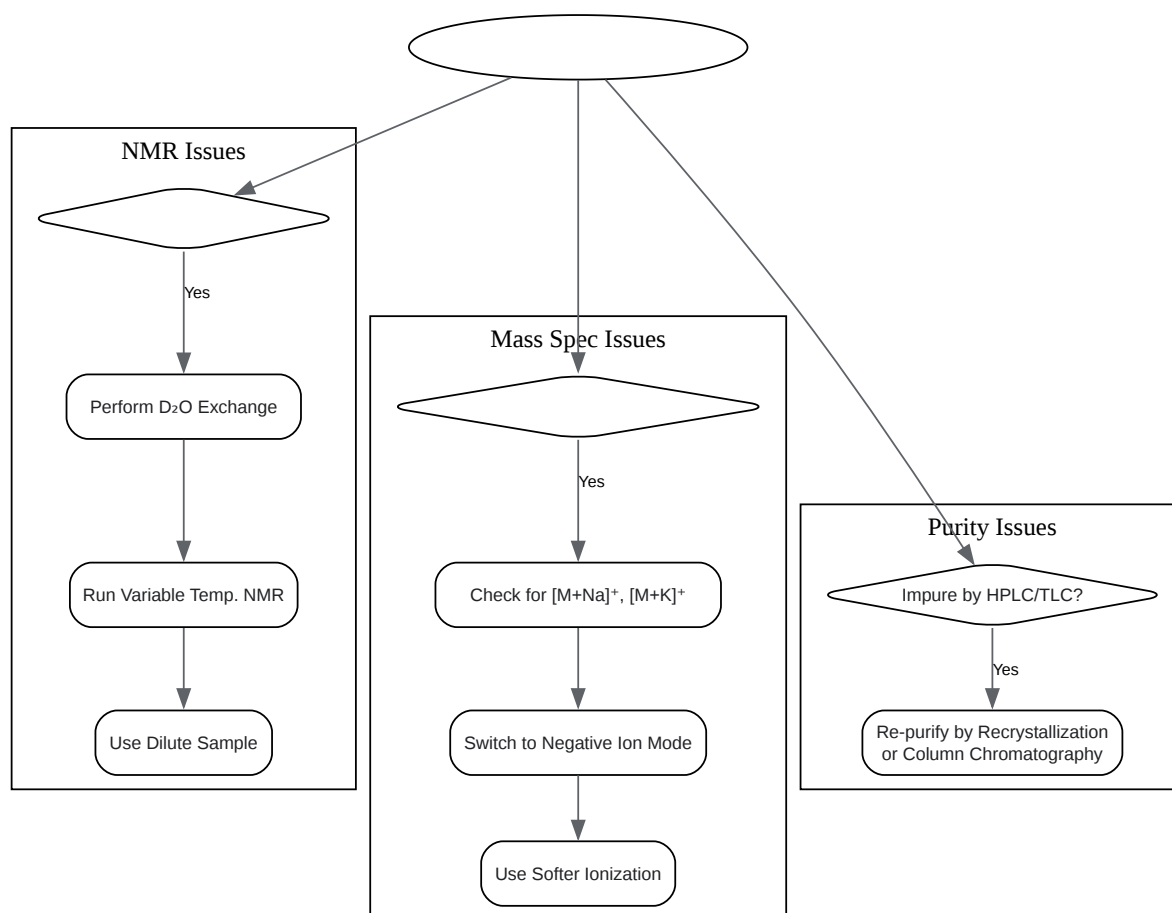 NMR Issues
Yes
Perform D₂O Exchange
Run Variable Temp. NMR
Use Dilute Sample
Mass Spec Issues
Yes
Check for [M+Na]⁺, [M+K]⁺
Switch to Negative Ion Mode
Use Softer Ionization
Purity Issues
Impure by HPLC/TLC?
Yes
Re-purify by Recrystallization
or Column Chromatography